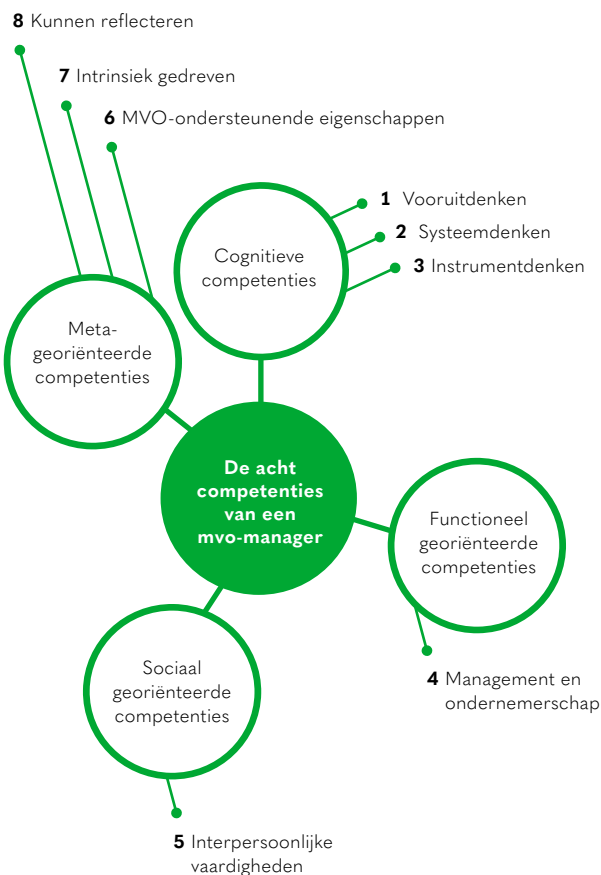 8 Kunnen reflecteren
7 Intrinsiek gedreven
6 MVO-ondersteunende eigenschappen
1 Vooruitdenken
2 Systeemdenken
3 Instrumentdenken
Cognitieve
competenties
Meta-
georiënteerde
competenties
De acht
competenties
van een
mvo-manager
Functioneel
georiënteerde
competenties
4 Management en
ondernemerschap
Sociaal
georiënteerde
competenties
5 Interpersoonlijke
vaardigheden